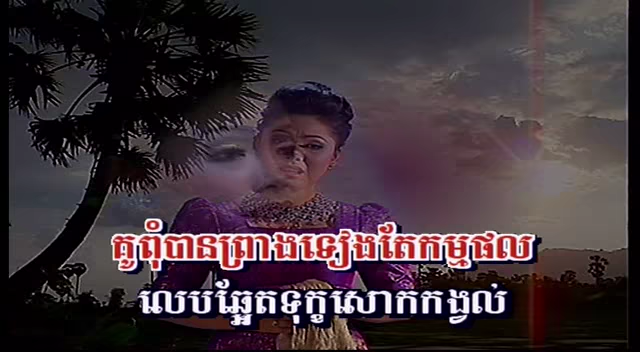 គូពុំបានព្រាងទៀងតែកម្មផល
លេបឆ្អែតទុក្ខសោកកង្វល់